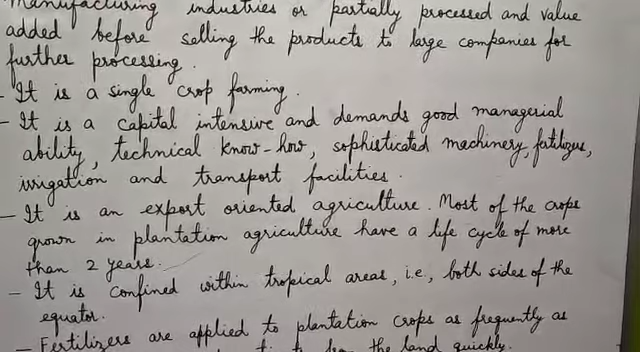 manufacturing industries or partially processed and value
added before selling the products to large companies for
further processing.
- It is a single crop farming.
- It is a capital intensive and demands good managerial
ability, technical know-how, sophisticated machinery, fertilizers,
irrigation and transport facilities.
- It is an export oriented agriculture. Most of the crops
grown in plantation agriculture have a life cycle of more
than 2 years.
- It is confined within tropical areas, i.e., both sides of the
equator.
- Fertilizers are applied to plantation crops as frequently as
the land quickly.